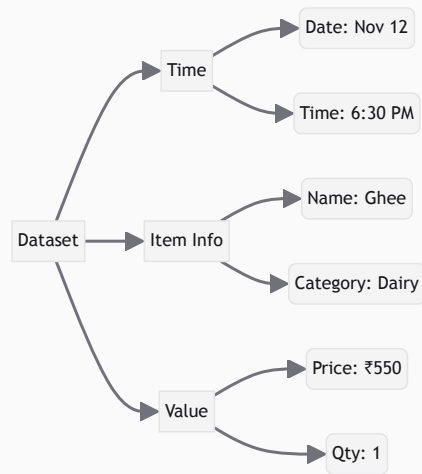 Dataset
Time
Date: Nov 12
Time: 6:30 PM
Item Info
Name: Ghee
Category: Dairy
Value
Price: ₹550
Qty: 1